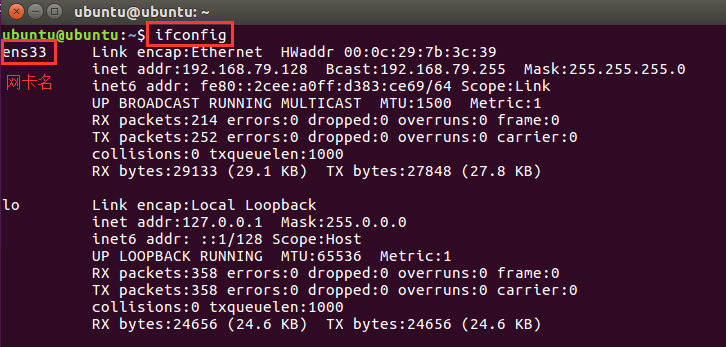 ubuntu@ubuntu: ~
ubuntu@ubuntu:~$ ifconfig
ens33 Link encap:Ethernet HWaddr 00:0c:29:7b:3c:39
inet addr:192.168.79.128 Bcast:192.168.79.255 Mask:255.255.255.0
网卡名 inet6 addr: fe80::2cee:a0ff:d383:ce69/64 Scope:Link
UP BROADCAST RUNNING MULTICAST MTU:1500 Metric:1
RX packets:214 errors:0 dropped:0 overruns:0 frame:0
TX packets:252 errors:0 dropped:0 overruns:0 carrier:0
collisions:0 txqueuelen:1000
RX bytes:29133 (29.1 KB) TX bytes:27848 (27.8 KB)
lo Link encap:Local Loopback
inet addr:127.0.0.1 Mask:255.0.0.0
inet6 addr: ::1/128 Scope:Host
UP LOOPBACK RUNNING MTU:65536 Metric:1
RX packets:358 errors:0 dropped:0 overruns:0 frame:0
TX packets:358 errors:0 dropped:0 overruns:0 carrier:0
collisions:0 txqueuelen:1000
RX bytes:24656 (24.6 KB) TX bytes:24656 (24.6 KB)